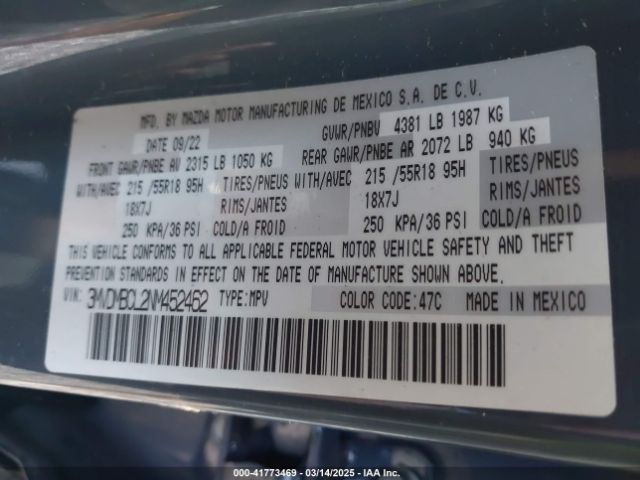 MFD. BY MAZDA MOTOR MANUFACTURING DE MEXICO S.A. DE C.V.
DATE 09/22 GVWR/PNBV 4381 LB 1987 KG
FRONT GAWR/PNBE AV 2315 LB 1050 KG REAR GAWR/PNBE AR 2072 LB 940 KG
WITH/AVEC 215 /55R18 95H TIRES/PNEUS WITH/AVEC 215 /55R18 95H TIRES/PNEUS
18X7J RIMS/JANTES 18X7J RIMS/JANTES
250 KPA/36 PSI COLD/A FROID 250 KPA/36 PSI COLD/A FROID
THIS VEHICLE CONFORMS TO ALL APPLICABLE FEDERAL MOTOR VEHICLE SAFETY AND THEFT
PREVENTION STANDARDS IN EFFECT ON THE DATE OF MANUFACTURE SHOWN ABOVE.
VIN: 3MVDMBCL2NM452462 TYPE:MPV COLOR CODE:47C MADE IN MEXICO
000-41773469 - 03/14/2025 - IAA Inc.